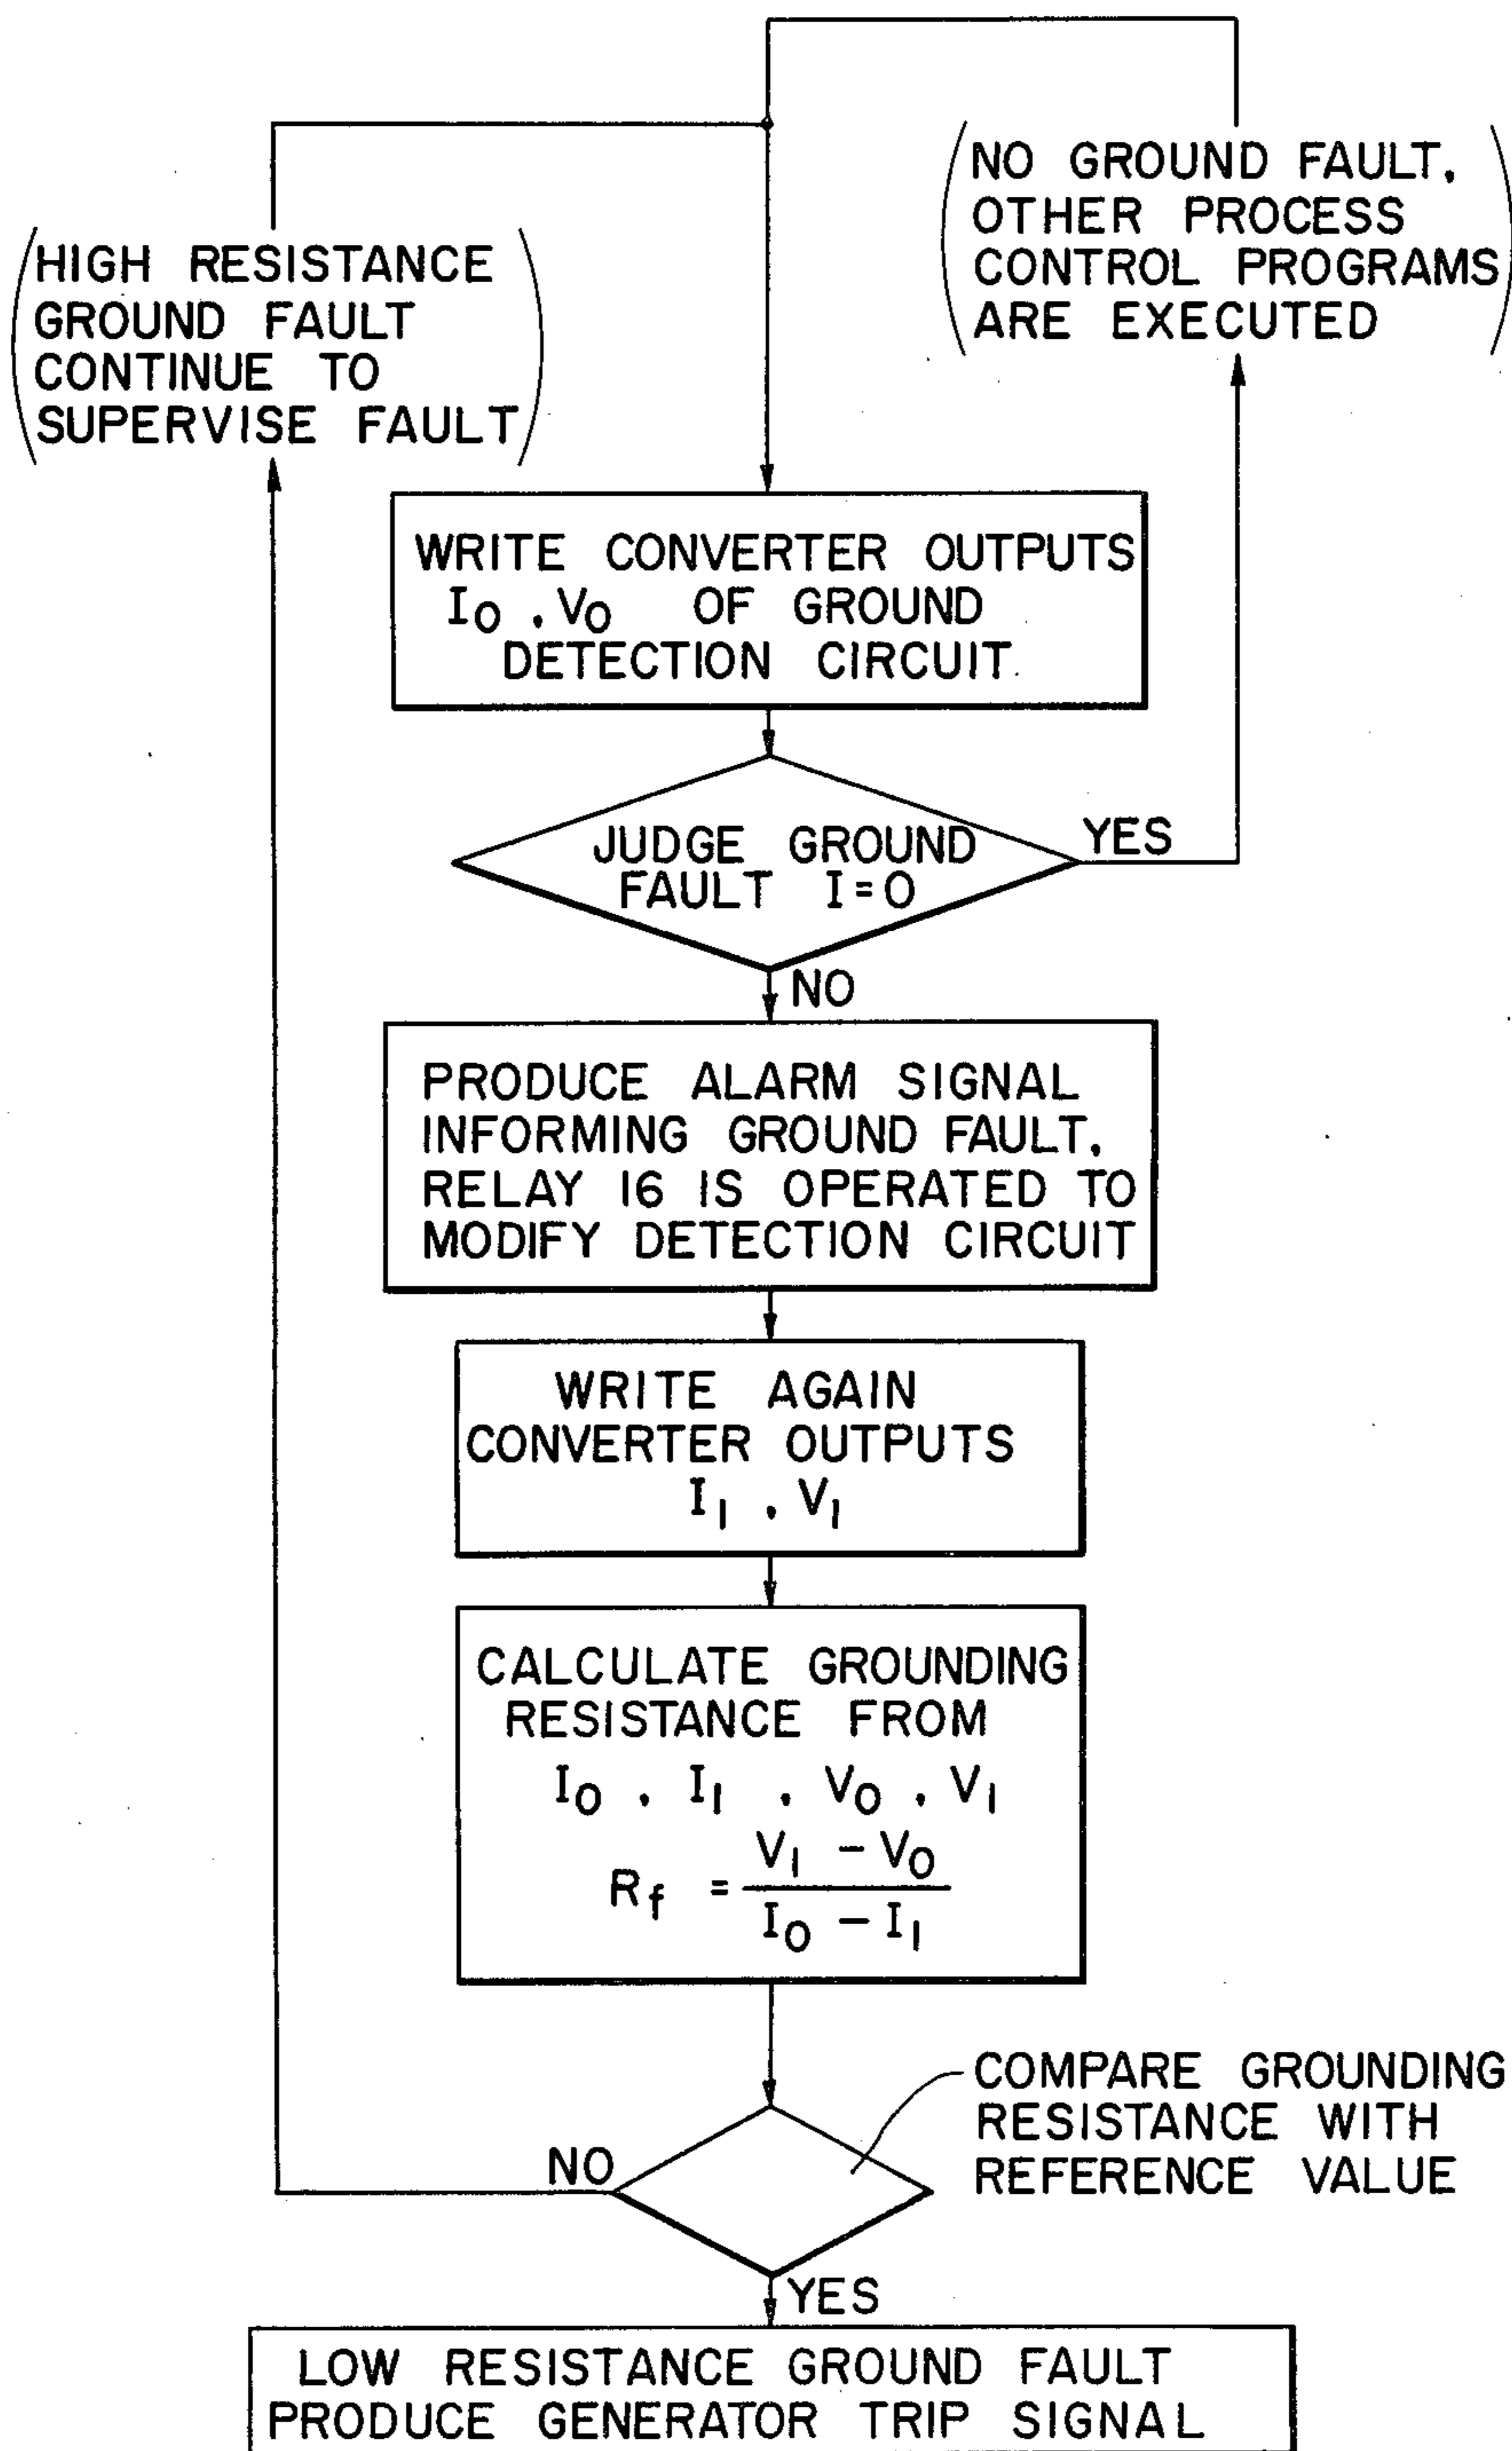 NO GROUND FAULT.
OTHER PROCESS
CONTROL PROGRAMS
ARE EXECUTED
HIGH RESISTANCE
GROUND FAULT
CONTINUE TO
SUPERVISE FAULT
WRITE CONVERTER OUTPUTS
I0 . V0 OF GROUND
DETECTION CIRCUIT.
JUDGE GROUND
FAULT I=0
YES
NO
PRODUCE ALARM SIGNAL
INFORMING GROUND FAULT.
RELAY 16 IS OPERATED TO
MODIFY DETECTION CIRCUIT
WRITE AGAIN
CONVERTER OUTPUTS
I1 . V1
CALCULATE GROUNDING
RESISTANCE FROM
I0 . I1 . V0 . V1
Rf = (V1 - V0) / (I0 - I1)
COMPARE GROUNDING
RESISTANCE WITH
REFERENCE VALUE
NO
YES
LOW RESISTANCE GROUND FAULT
PRODUCE GENERATOR TRIP SIGNAL